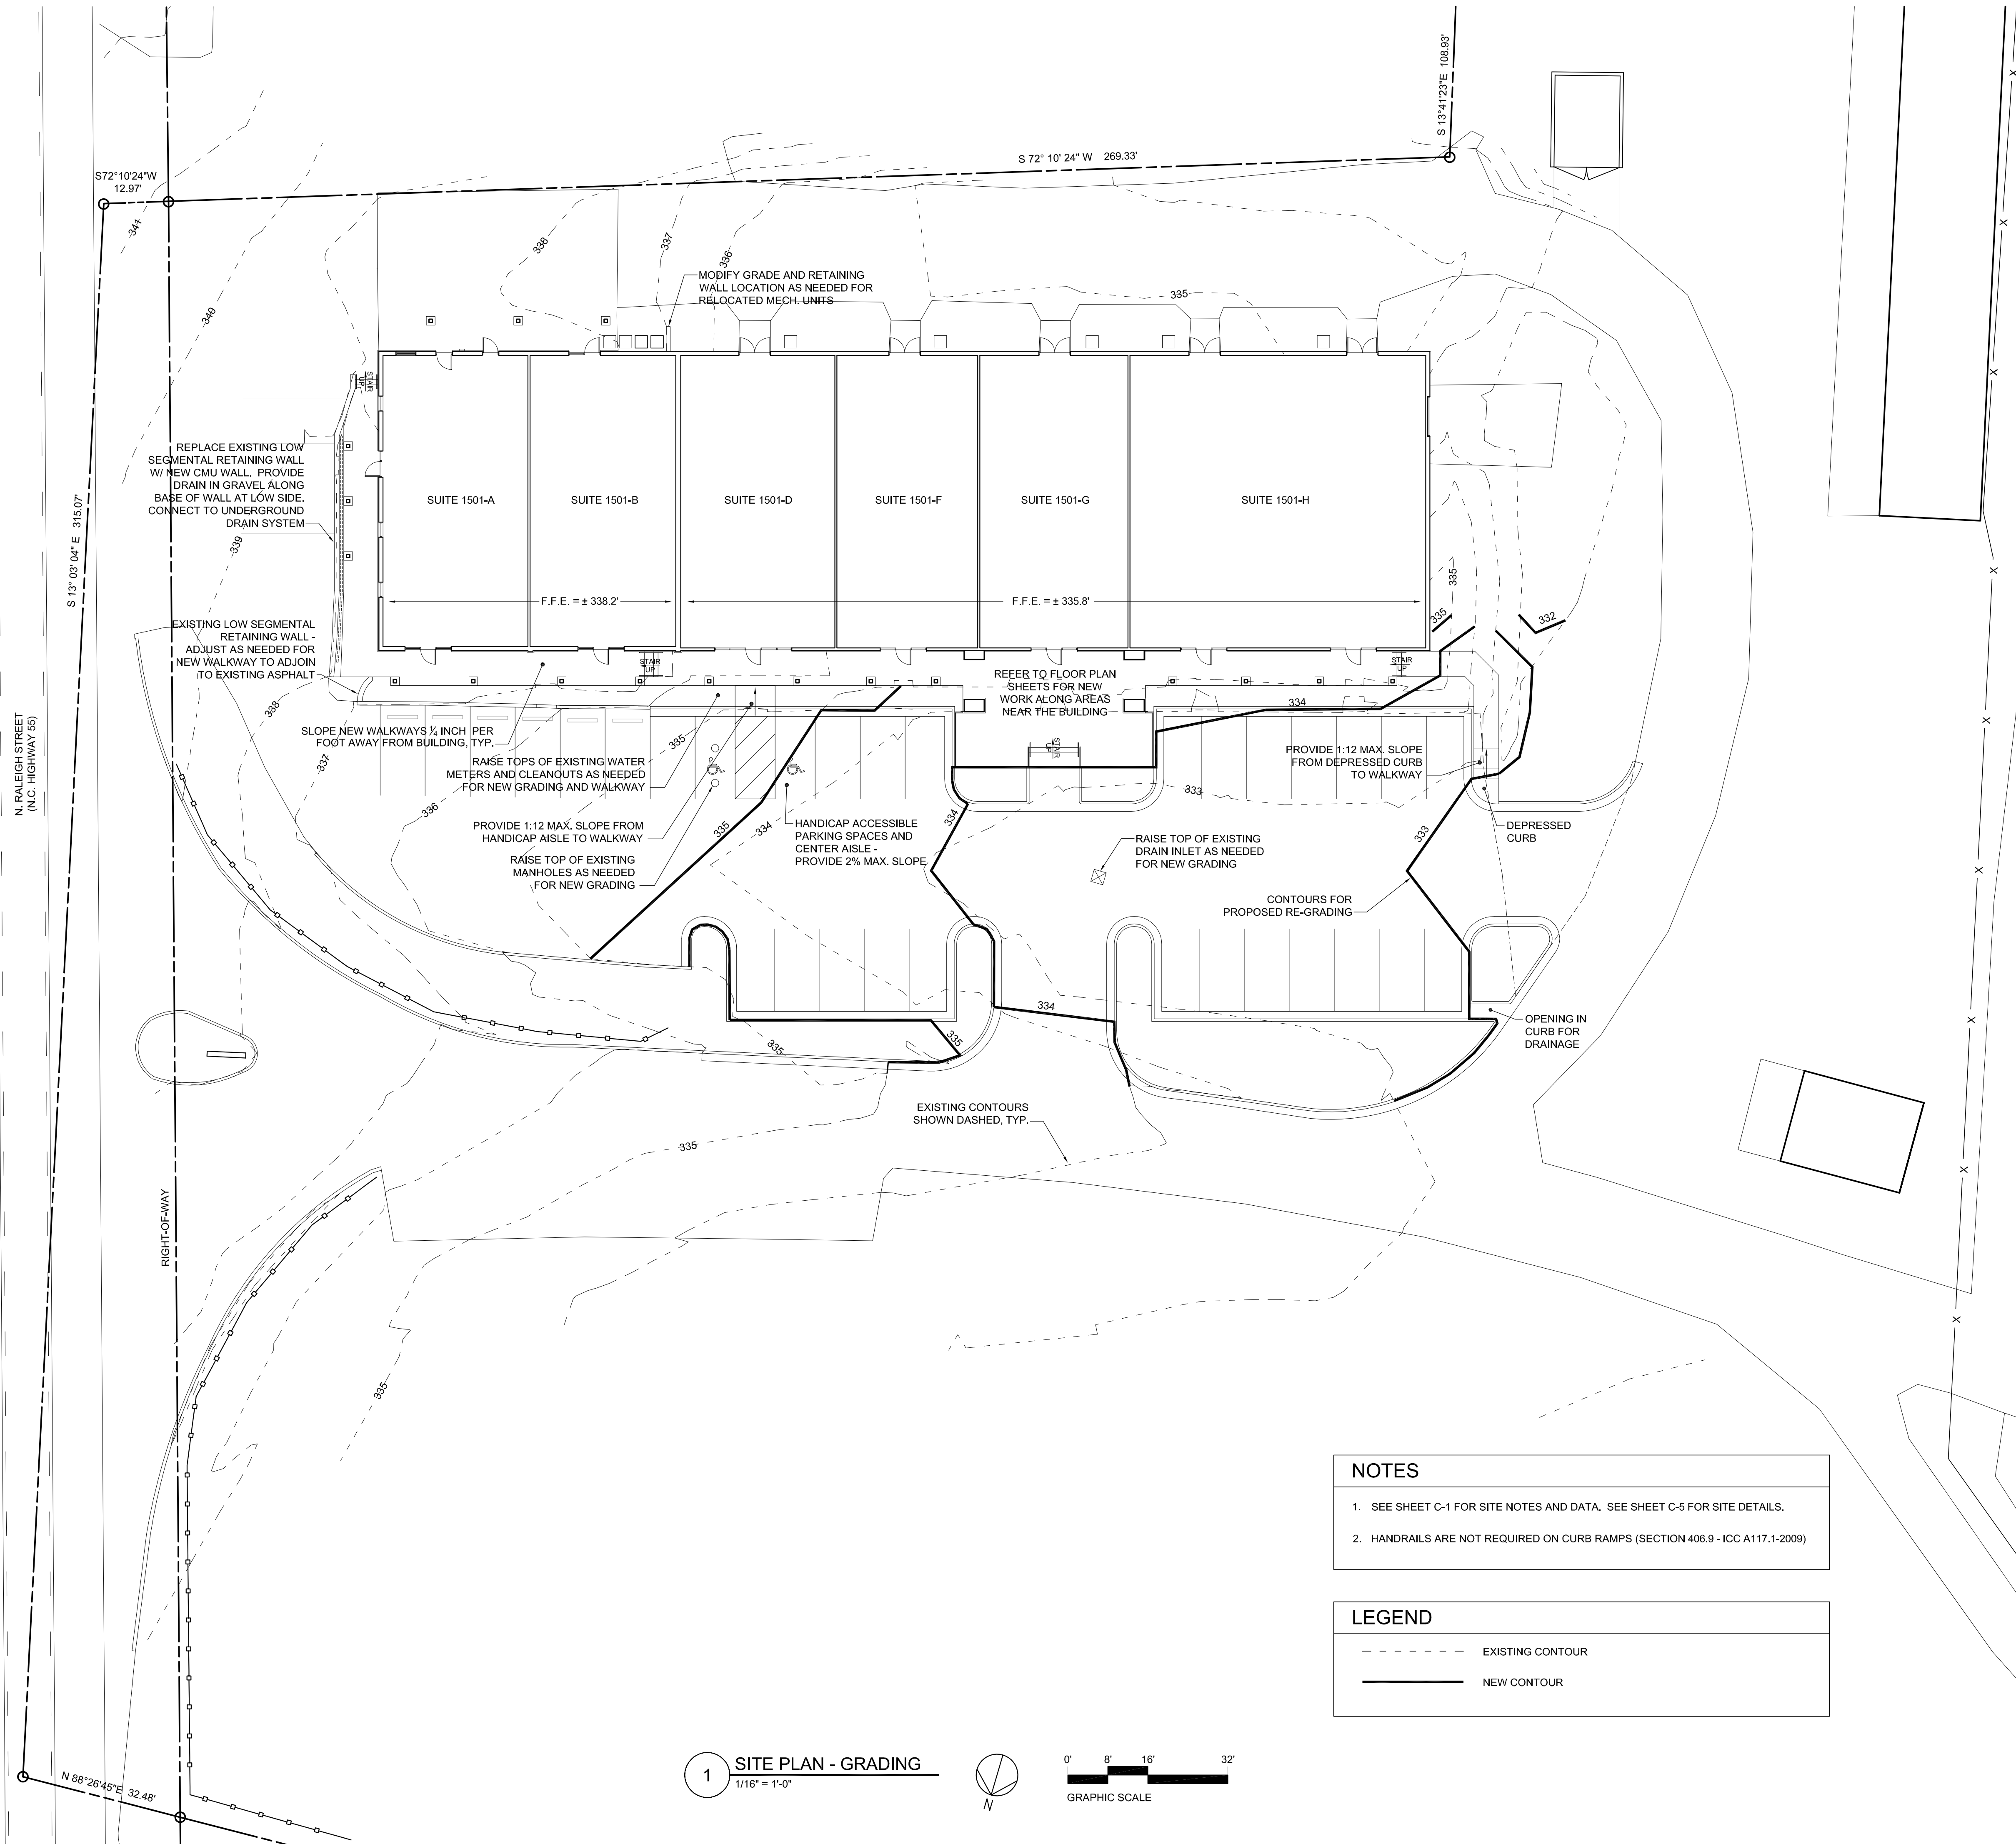 S 13°41'23"E 108.93'
S72°10'24"W
12.97'
S 72° 10' 24" W 269.33'
341
340
338
337
336
335
MODIFY GRADE AND RETAINING
WALL LOCATION AS NEEDED FOR
RELOCATED MECH. UNITS
STAIR
UP
REPLACE EXISTING LOW
SEGMENTAL RETAINING WALL
W/ NEW CMU WALL. PROVIDE
DRAIN IN GRAVEL ALONG
BASE OF WALL AT LOW SIDE.
CONNECT TO UNDERGROUND
DRAIN SYSTEM
339
S 13° 03' 04" E 315.07'
SUITE 1501-A
SUITE 1501-B
SUITE 1501-D
SUITE 1501-F
SUITE 1501-G
SUITE 1501-H
F.F.E. = ± 338.2'
F.F.E. = ± 335.8'
335
335
332
EXISTING LOW SEGMENTAL
RETAINING WALL -
ADJUST AS NEEDED FOR
NEW WALKWAY TO ADJOIN
TO EXISTING ASPHALT
STAIR
UP
STAIR
UP
REFER TO FLOOR PLAN
SHEETS FOR NEW
WORK ALONG AREAS
NEAR THE BUILDING
338
334
N. RALEIGH STREET
(N.C. HIGHWAY 55)
SLOPE NEW WALKWAYS ¼ INCH PER
FOOT AWAY FROM BUILDING, TYP.
335
STAIR
UP
337
RAISE TOPS OF EXISTING WATER
METERS AND CLEANOUTS AS NEEDED
FOR NEW GRADING AND WALKWAY
PROVIDE 1:12 MAX. SLOPE
FROM DEPRESSED CURB
TO WALKWAY
333
336
PROVIDE 1:12 MAX. SLOPE FROM
HANDICAP AISLE TO WALKWAY
335
334
334
HANDICAP ACCESSIBLE
PARKING SPACES AND
CENTER AISLE -
PROVIDE 2% MAX. SLOPE
RAISE TOP OF EXISTING
DRAIN INLET AS NEEDED
FOR NEW GRADING
333
DEPRESSED
CURB
RAISE TOP OF EXISTING
MANHOLES AS NEEDED
FOR NEW GRADING
CONTOURS FOR
PROPOSED RE-GRADING
334
OPENING IN
CURB FOR
DRAINAGE
335
335
EXISTING CONTOURS
SHOWN DASHED, TYP.
335
RIGHT-OF-WAY
335
X
X
X
X
X
X
X
X
X
X
NOTES
1. SEE SHEET C-1 FOR SITE NOTES AND DATA. SEE SHEET C-5 FOR SITE DETAILS.
2. HANDRAILS ARE NOT REQUIRED ON CURB RAMPS (SECTION 406.9 - ICC A117.1-2009)
LEGEND
EXISTING CONTOUR
NEW CONTOUR
1 SITE PLAN - GRADING
1/16" = 1'-0"
N
0' 8' 16' 32'
GRAPHIC SCALE
N 88°26'45"E 32.48'